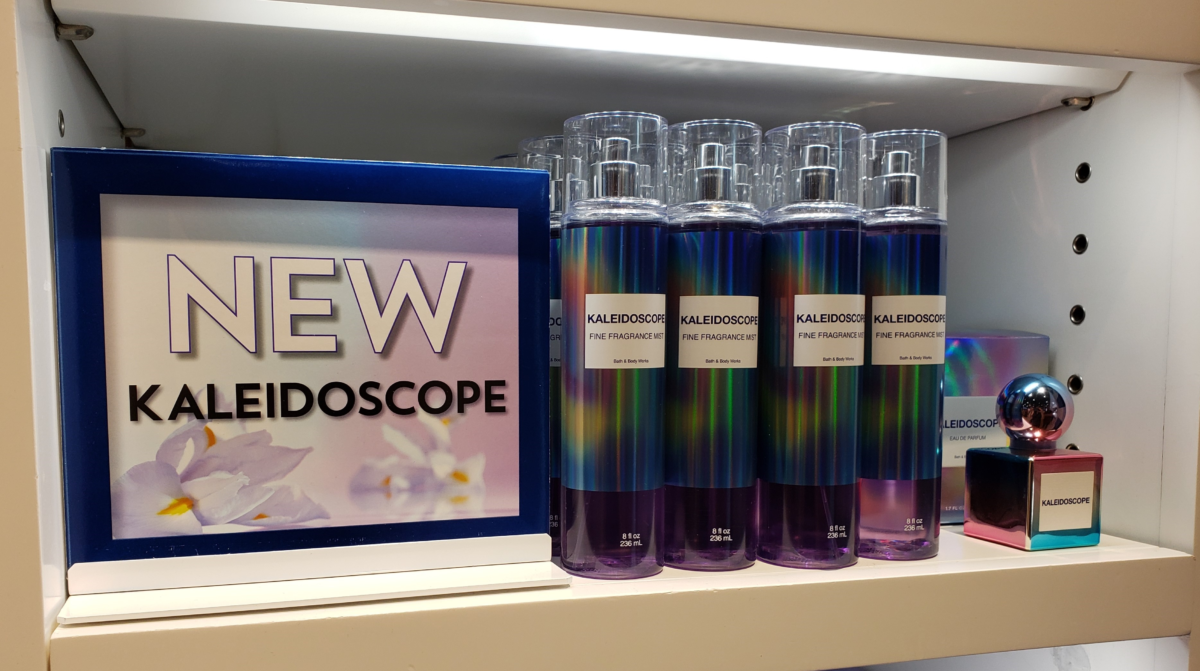 NEW
KALEIDOSCOPE
KALEIDOSCOPE
FINE FRAGRANCE MIST
Bath & Body Works
8 fl oz
236 mL
KALEIDOSCOPE
FINE FRAGRANCE MIST
Bath & Body Works
8 fl oz
236 mL
KALEIDOSCOPE
FINE FRAGRANCE MIST
Bath & Body Works
8 fl oz
236 mL
KALEIDOSCOPE
FINE FRAGRANCE MIST
Bath & Body Works
8 fl oz
236 mL
ALEIDOSCOP
EAU DE PARFUM
KALEIDOSCOPE